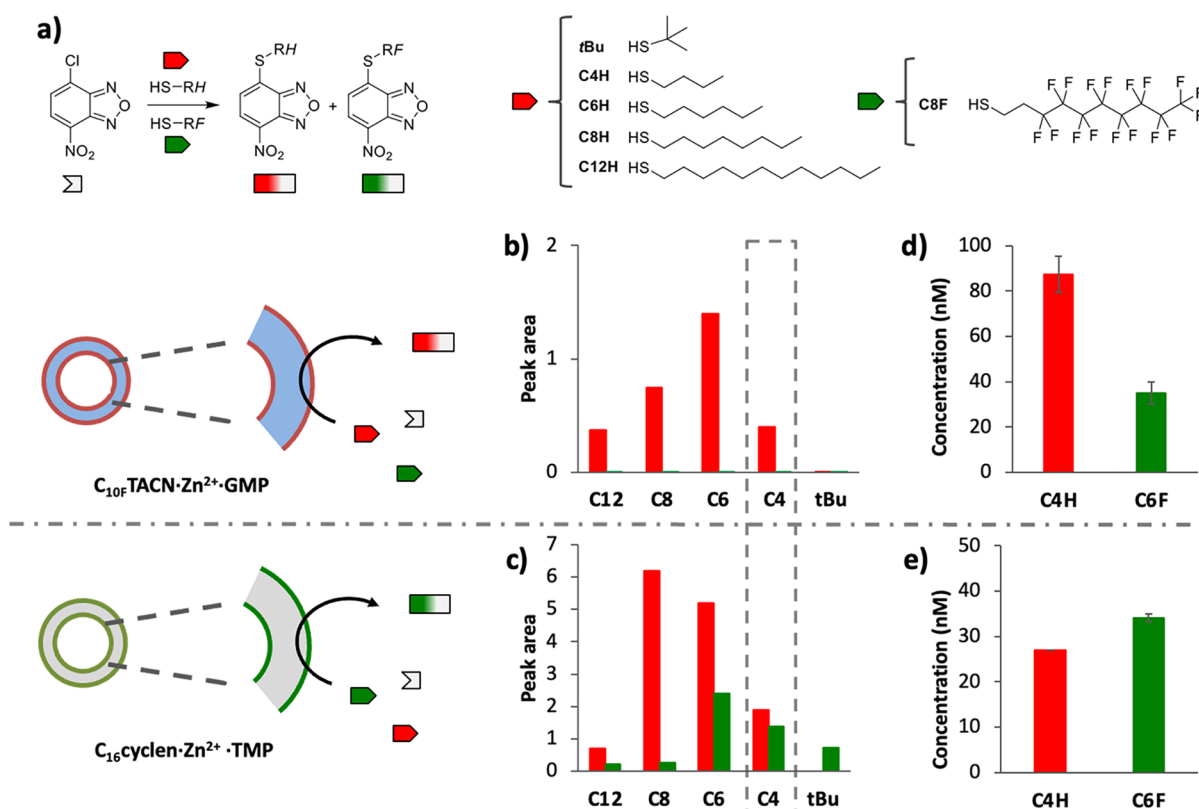 a)
Cl
HS–RH
HS–RF
N
O
N
NO2
S RH
N
O
N
NO2
+
S RF
N
O
N
NO2
tBu HS
C4H HS
C6H HS
C8H HS
C12H HS
C8F HS
F F F F F F F F F
F F F F F F F F
C10FTACN·Zn2+·GMP
b)
Peak area
2
1
0
C12 C8 C6 C4 tBu
d)
Concentration (nM)
100
80
60
40
20
0
C4H C6F
C16cyclen·Zn2+ ·TMP
c)
Peak area
7
6
5
4
3
2
1
0
C12 C8 C6 C4 tBu
e)
Concentration (nM)
50
40
30
20
10
0
C4H C6F